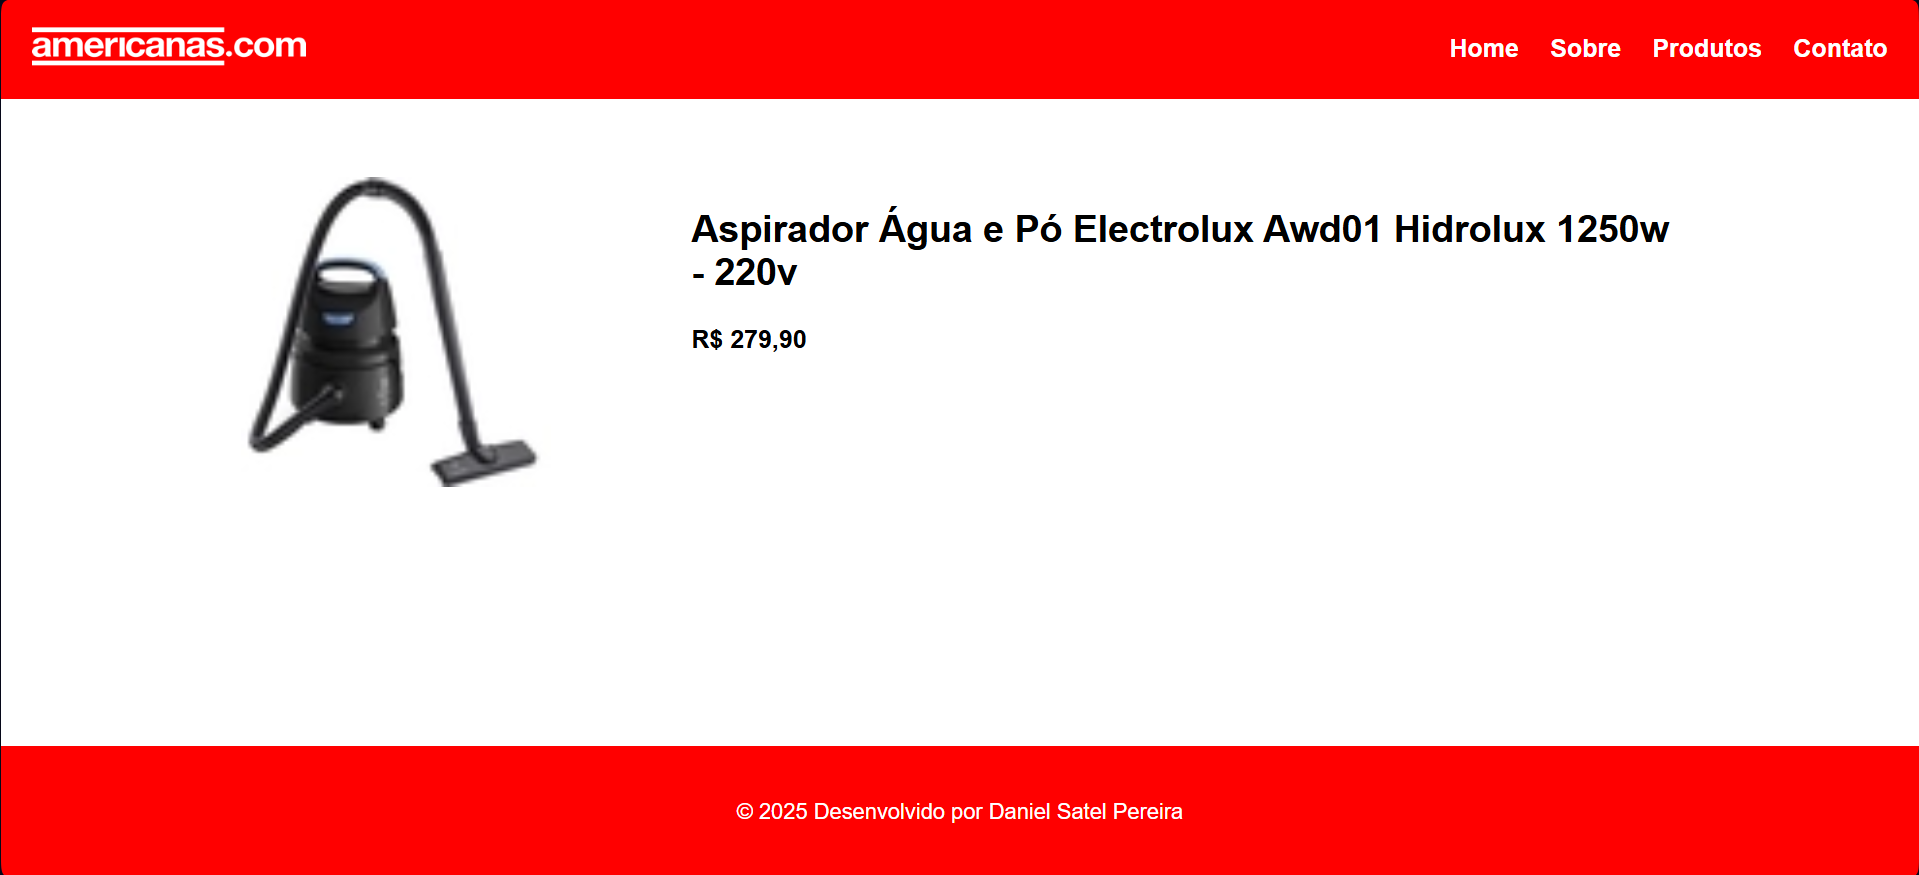 americanas.com
Home Sobre Produtos Contato
Aspirador Água e Pó Electrolux Awd01 Hidrolux 1250w
- 220v
R$ 279,90
© 2025 Desenvolvido por Daniel Satel Pereira